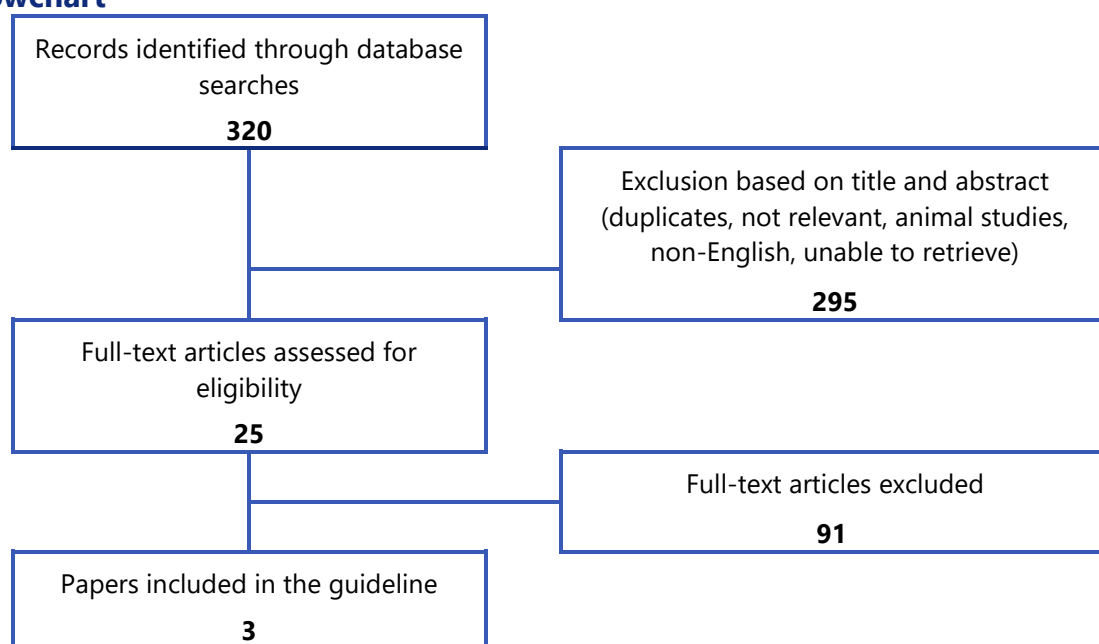 Records identified through database
searches
320
Exclusion based on title and abstract
(duplicates, not relevant, animal studies,
non-English, unable to retrieve)
295
Full-text articles assessed for
eligibility
25
Full-text articles excluded
91
Papers included in the guideline
3